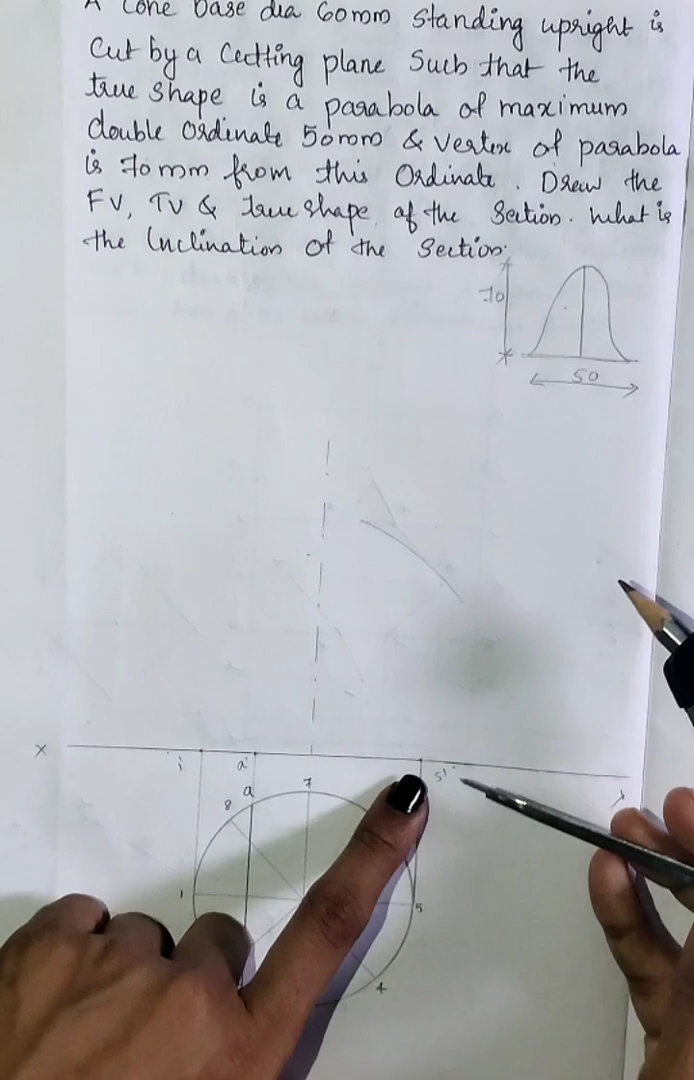 A Cone base dia 60mm standing upright is
Cut by a Cutting plane Such that the
true shape is a parabola of maximum
double Ordinate 50mm & Vertex of parabola
is 70mm from this Ordinate. Draw the
FV, TV & true shape of the Section. What is
the Inclination of the Section.
70
50
X
1'
a'
5'
Y
a
7
8
1
5
4